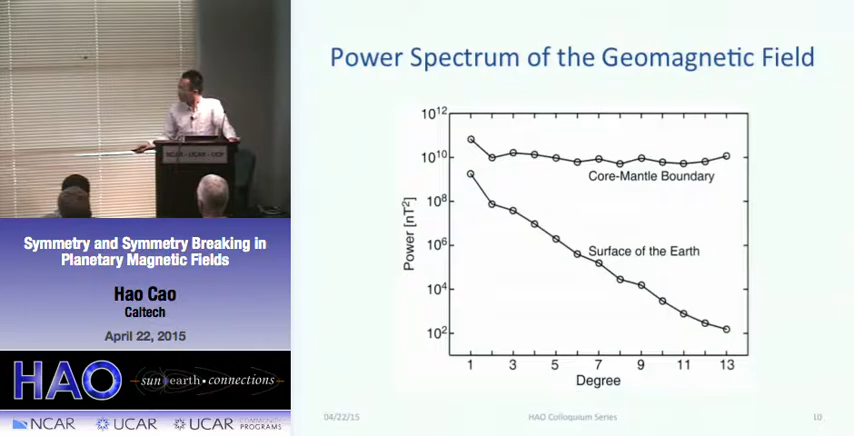 NCAR - UCAR - UCP
Symmetry and Symmetry Breaking in
Planetary Magnetic Fields
Hao Cao
Caltech
April 22, 2015
HAO
sun earth • connections
NCAR
UCAR
UCAR COMMUNITY
PROGRAMS
Power Spectrum of the Geomagnetic Field
10¹²
10¹⁰
10⁸
10⁶
10⁴
10²
Power [nT²]
Core-Mantle Boundary
Surface of the Earth
1 3 5 7 9 11 13
Degree
04/22/15
HAO Colloquium Series
10